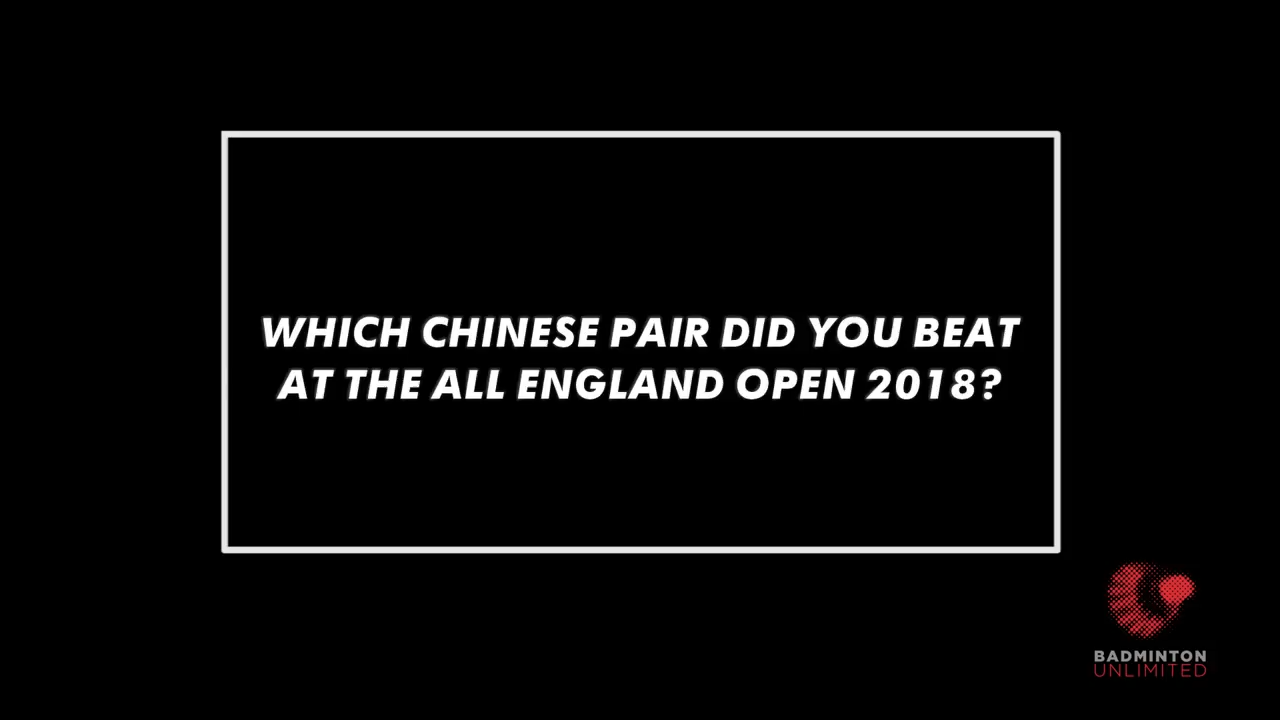 WHICH CHINESE PAIR DID YOU BEAT
AT THE ALL ENGLAND OPEN 2018?
BADMINTON
UNLIMITED